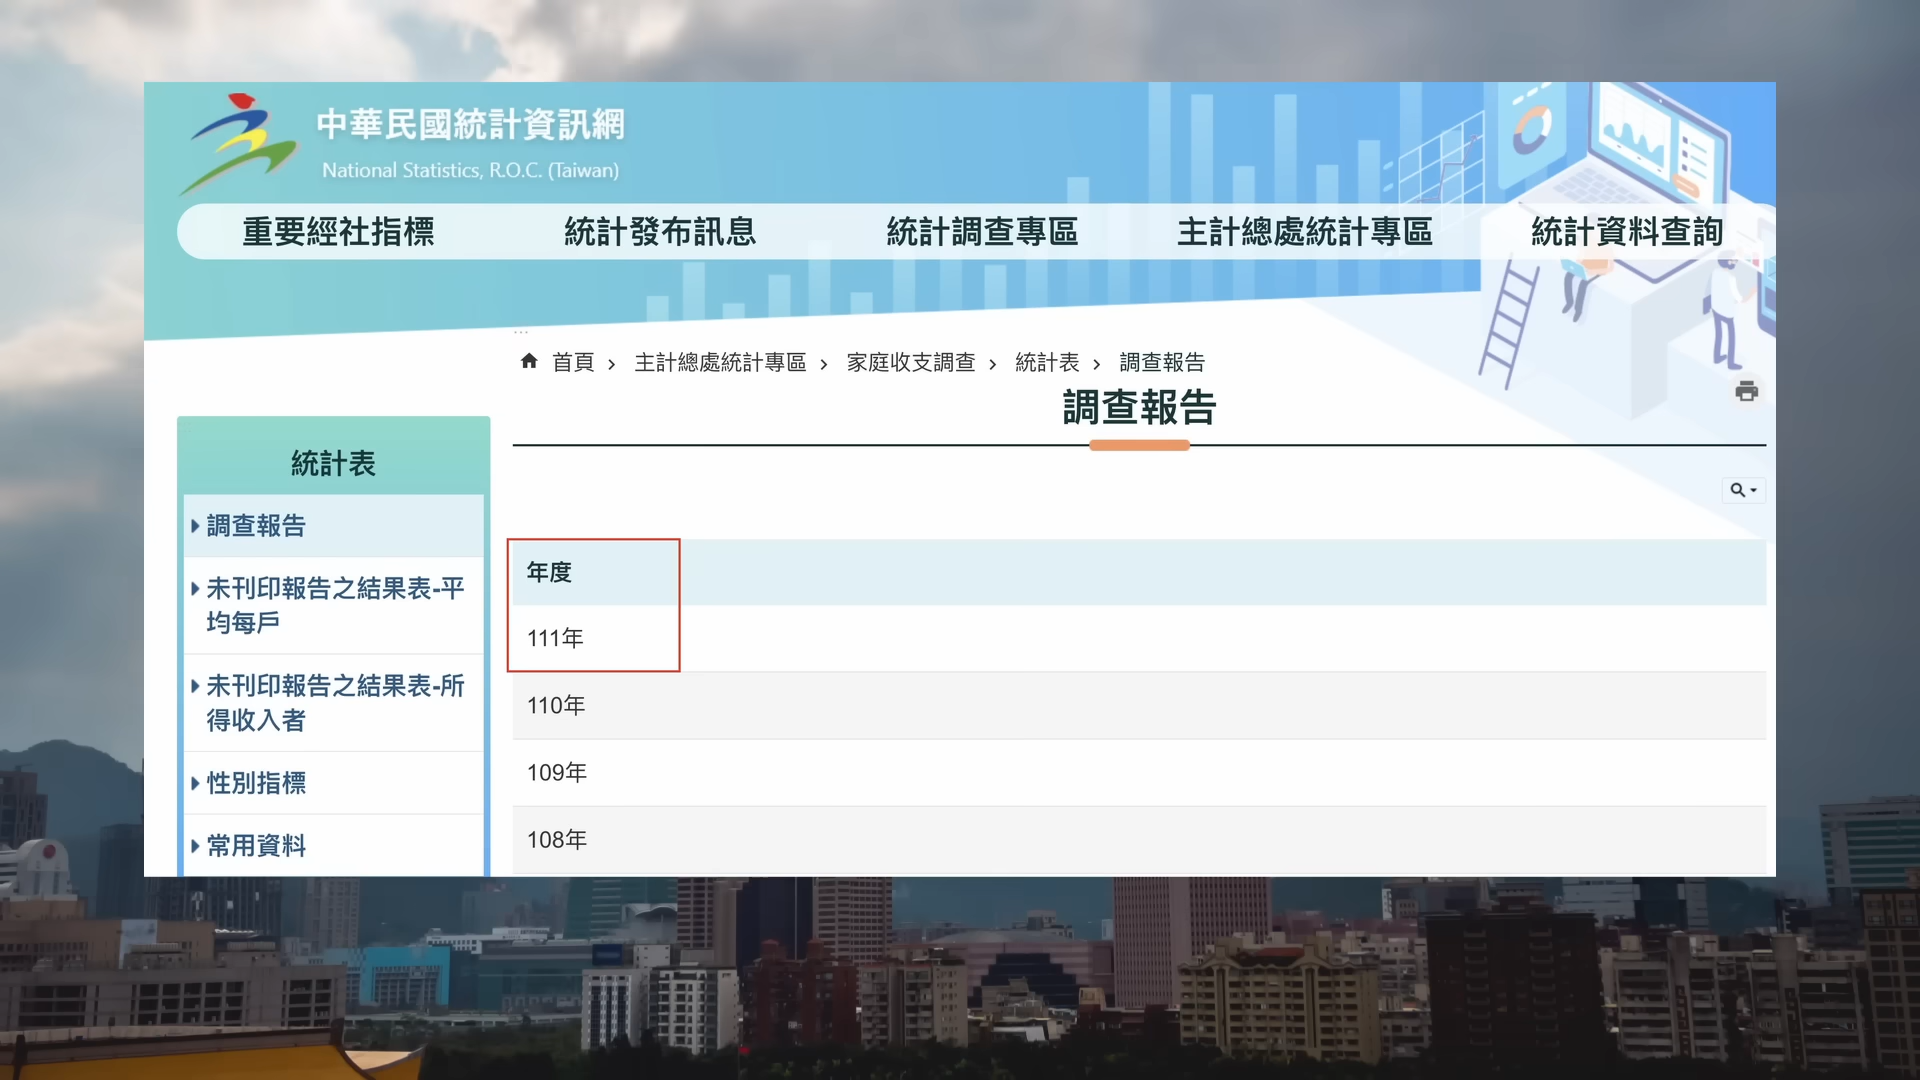 中華民國統計資訊網
National Statistics, R.O.C. (Taiwan)
重要經社指標 統計發布訊息 統計調查專區 主計總處統計專區 統計資料查詢
...
首頁 › 主計總處統計專區 › 家庭收支調查 › 統計表 › 調查報告
調查報告
統計表
調查報告
未刊印報告之結果表-平
均每戶
未刊印報告之結果表-所
得收入者
性別指標
常用資料
年度
111年
110年
109年
108年